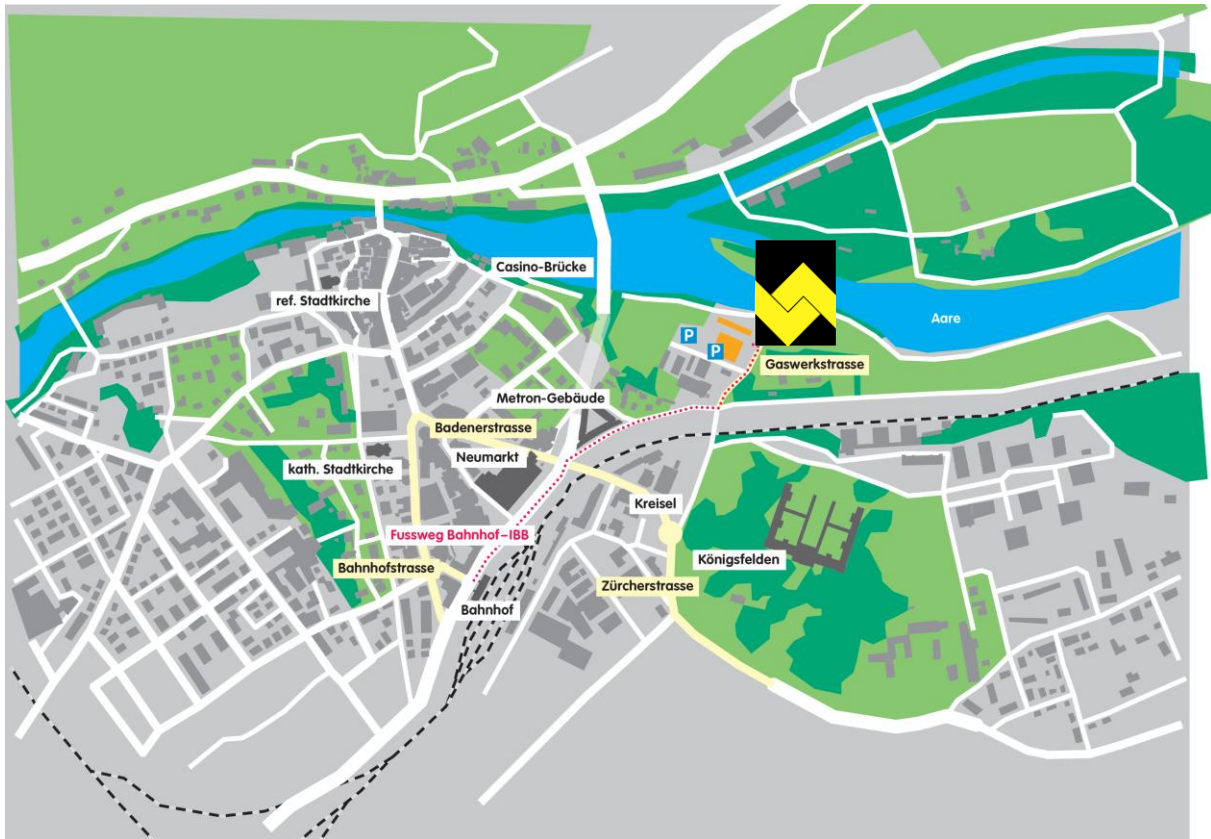 Casino-Brücke
ref. Stadtkirche
Aare
P
P
Gaswerkstrasse
Metron-Gebäude
Badenerstrasse
Neumarkt
kath. Stadtkirche
Kreisel
Fussweg Bahnhof–IBB
Königsfelden
Bahnhofstrasse
Zürcherstrasse
Bahnhof